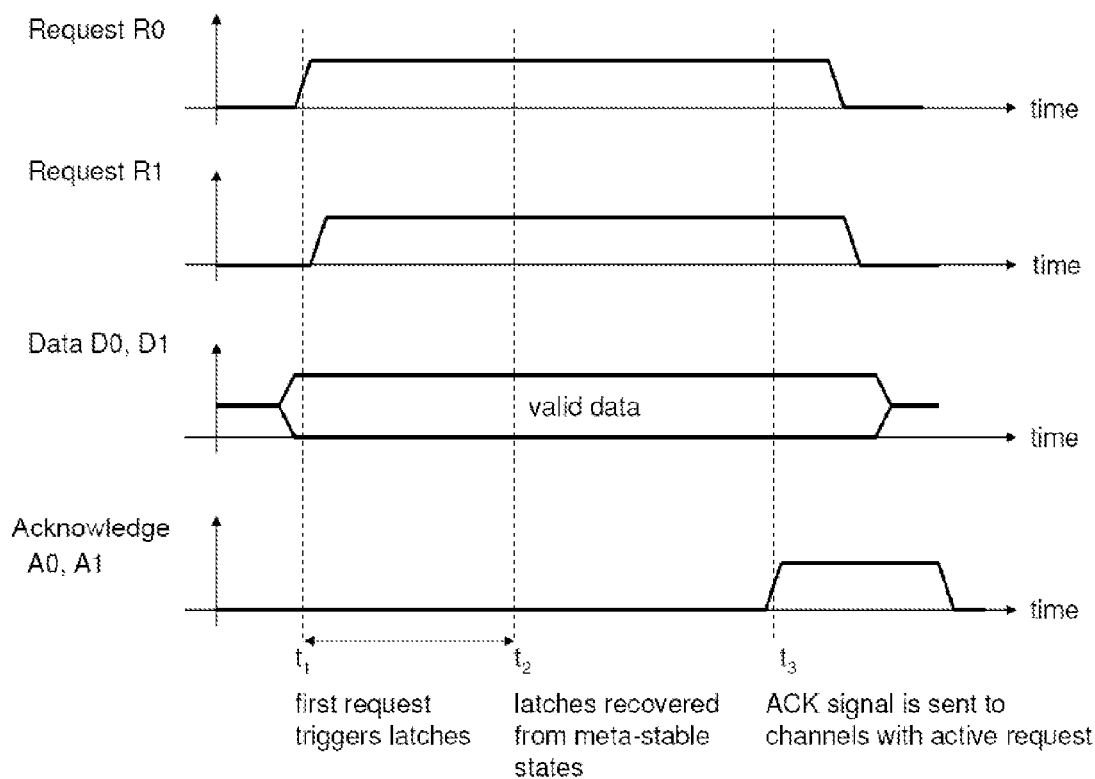 Request R0
time
Request R1
time
Data D0, D1
valid data
time
Acknowledge
A0, A1
time
t1
t2
t3
first request
triggers latches
latches recovered
from meta-stable
states
ACK signal is sent to
channels with active request